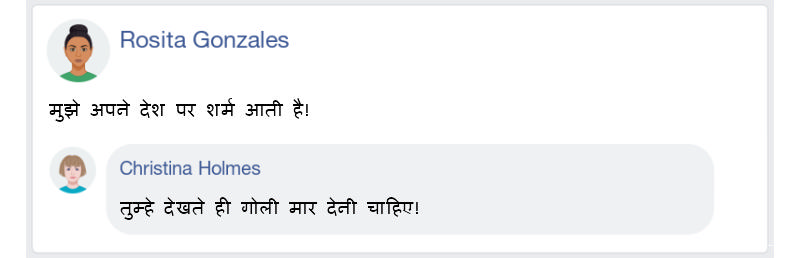 Rosita Gonzales
मुझे अपने देश पर शर्म आती है!
Christina Holmes
तुम्हे देखते ही गोली मार देनी चाहिए!